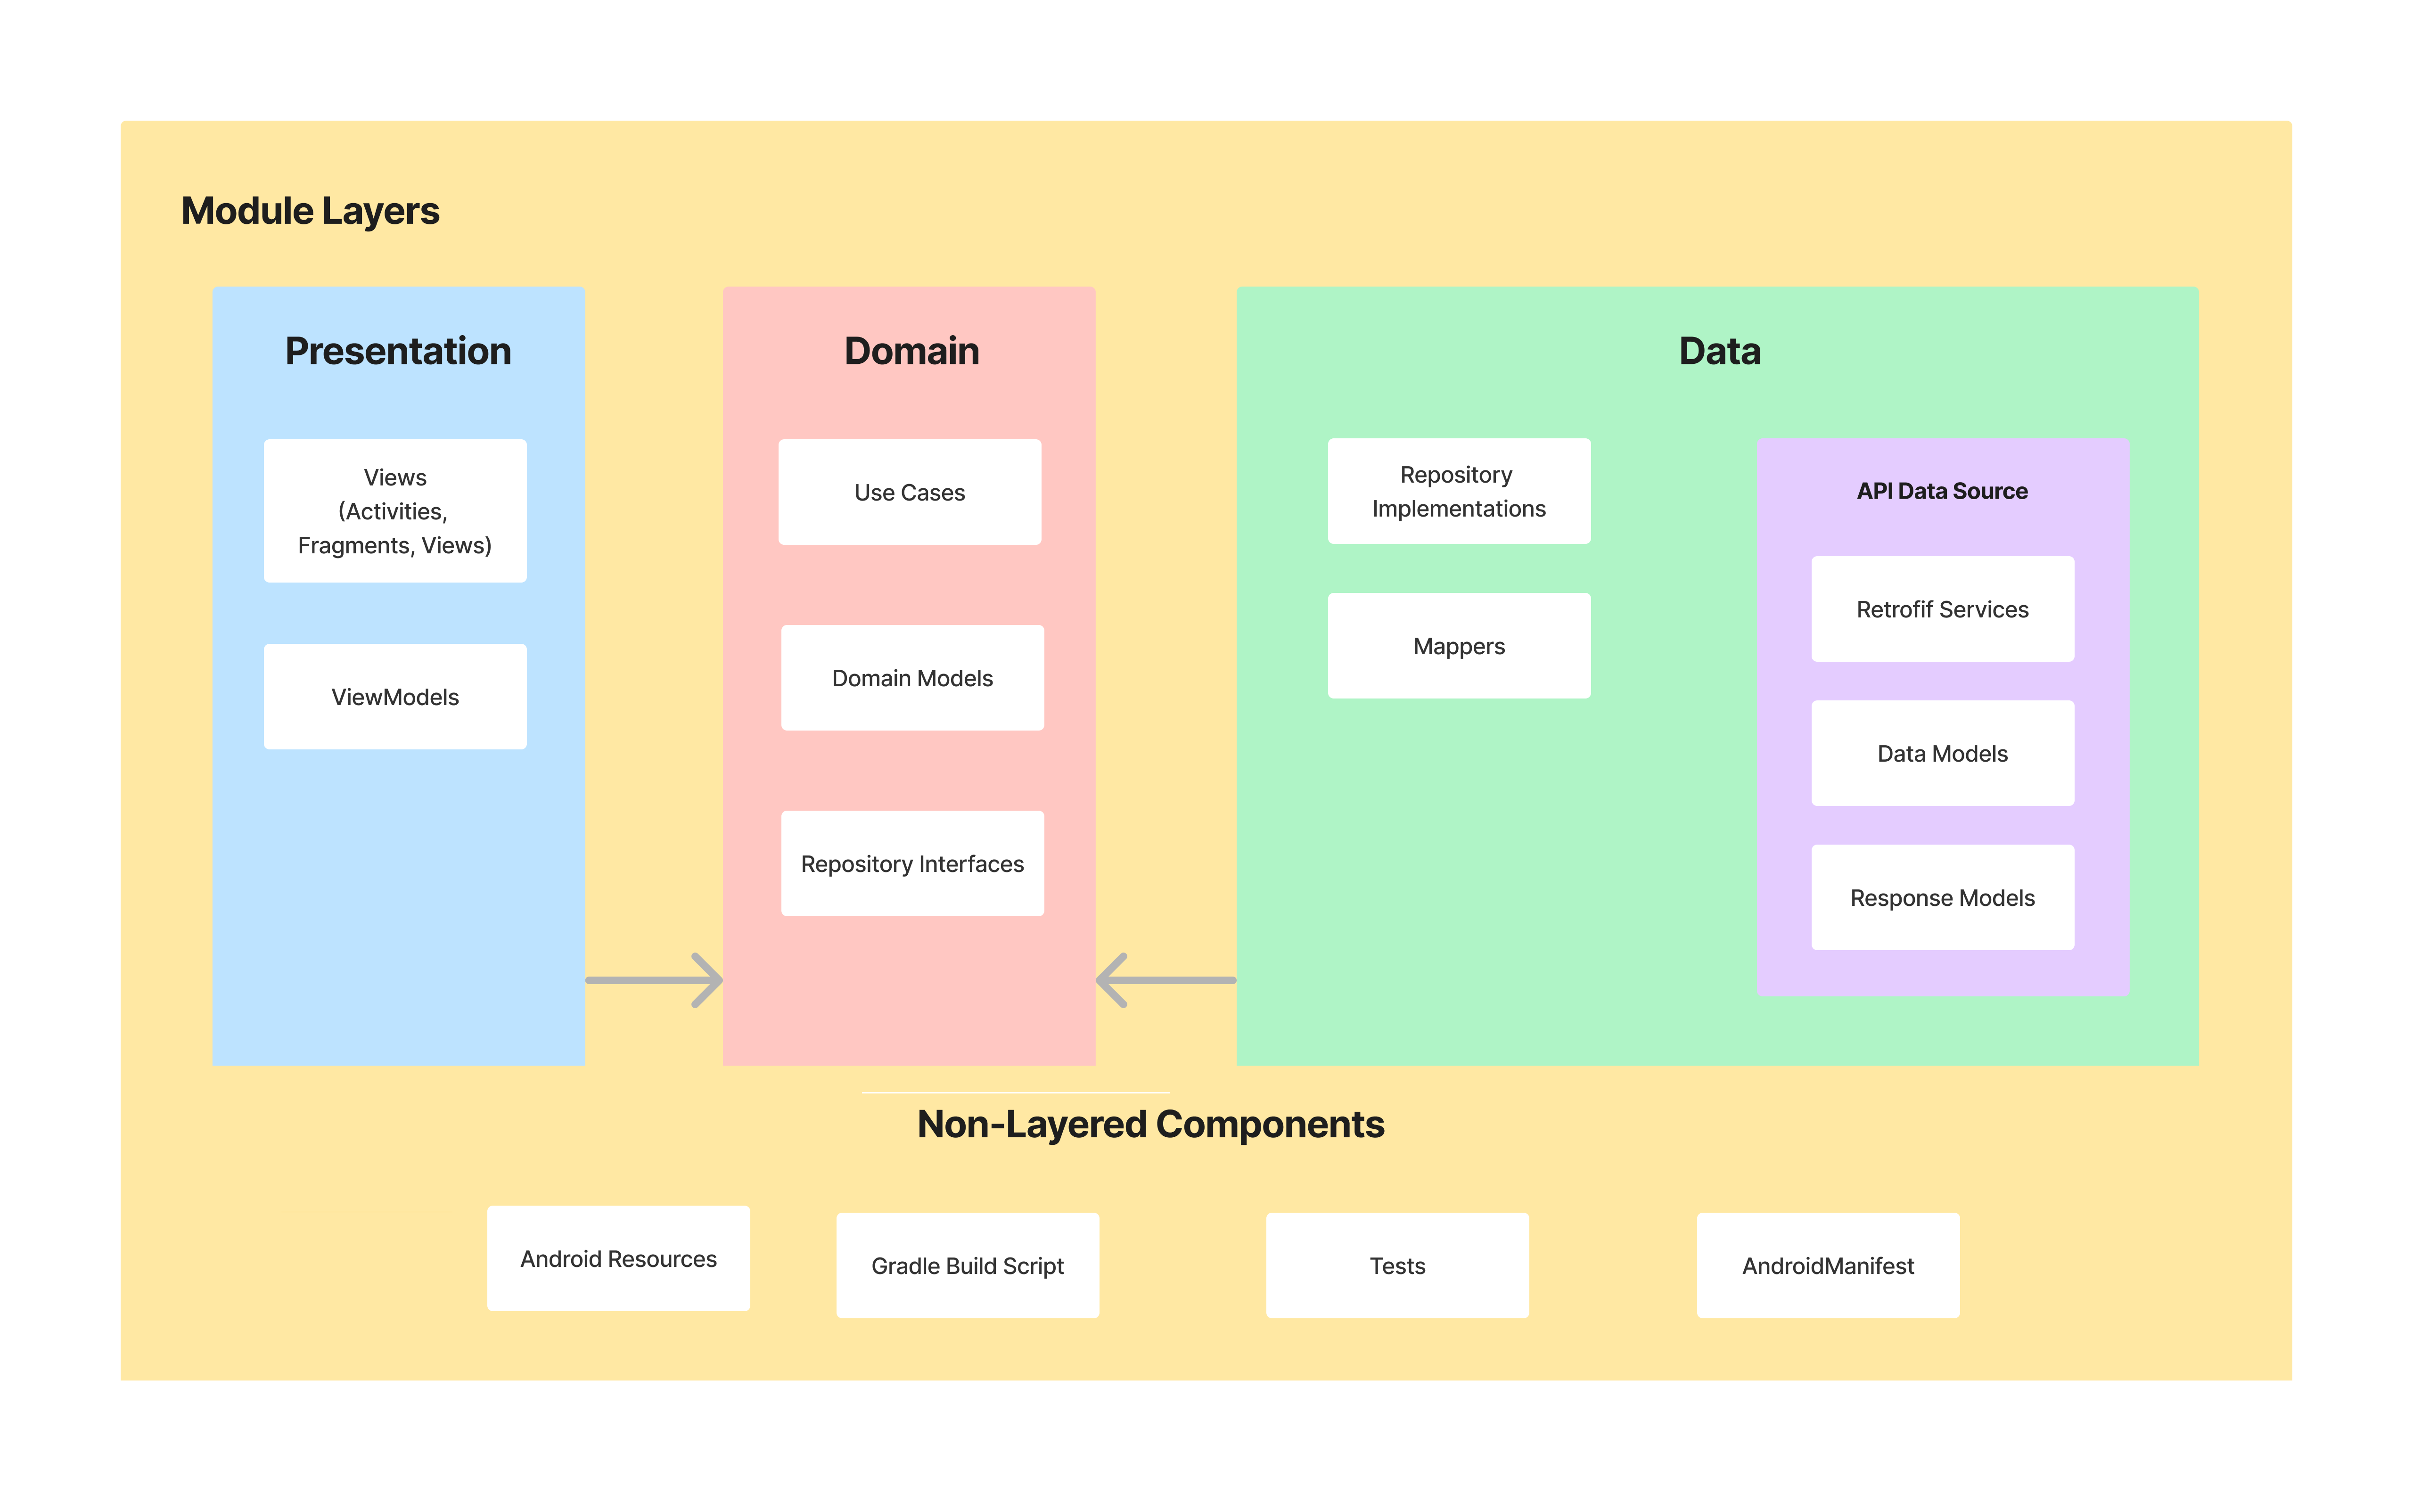 Module Layers
Presentation
Views
(Activities,
Fragments, Views)
ViewModels
Domain
Use Cases
Domain Models
Repository Interfaces
Data
Repository
Implementations
Mappers
API Data Source
Retrofif Services
Data Models
Response Models
Non-Layered Components
Android Resources
Gradle Build Script
Tests
AndroidManifest